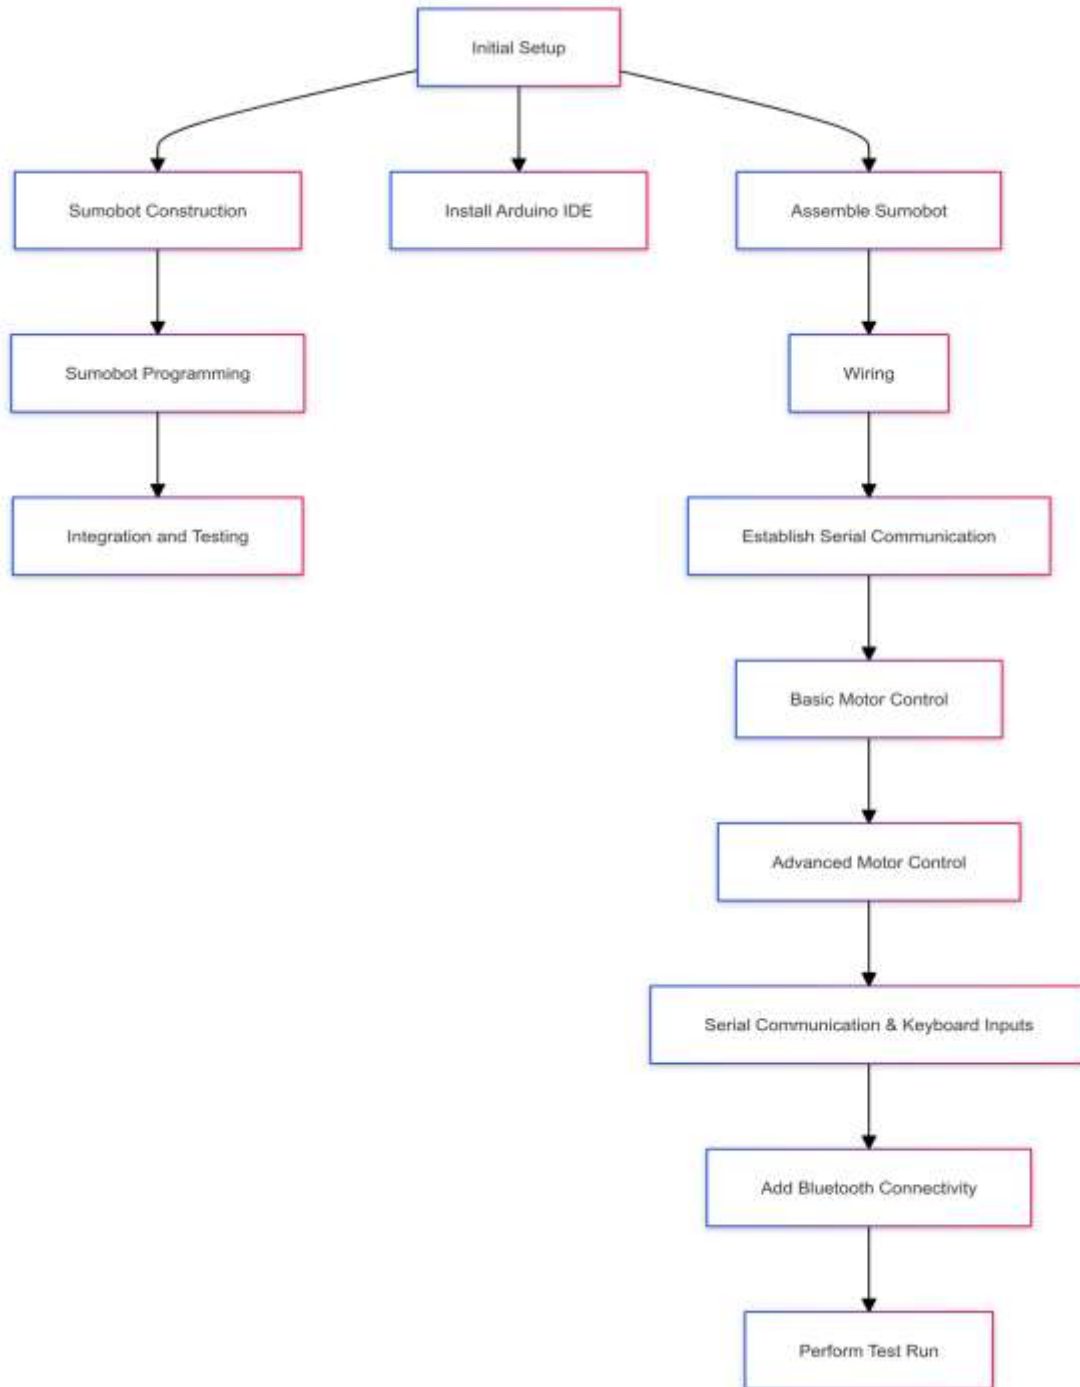 Initial Setup
Sumobot Construction
Install Arduino IDE
Assemble Sumobot
Sumobot Programming
Wiring
Integration and Testing
Establish Serial Communication
Basic Motor Control
Advanced Motor Control
Serial Communication & Keyboard Inputs
Add Bluetooth Connectivity
Perform Test Run